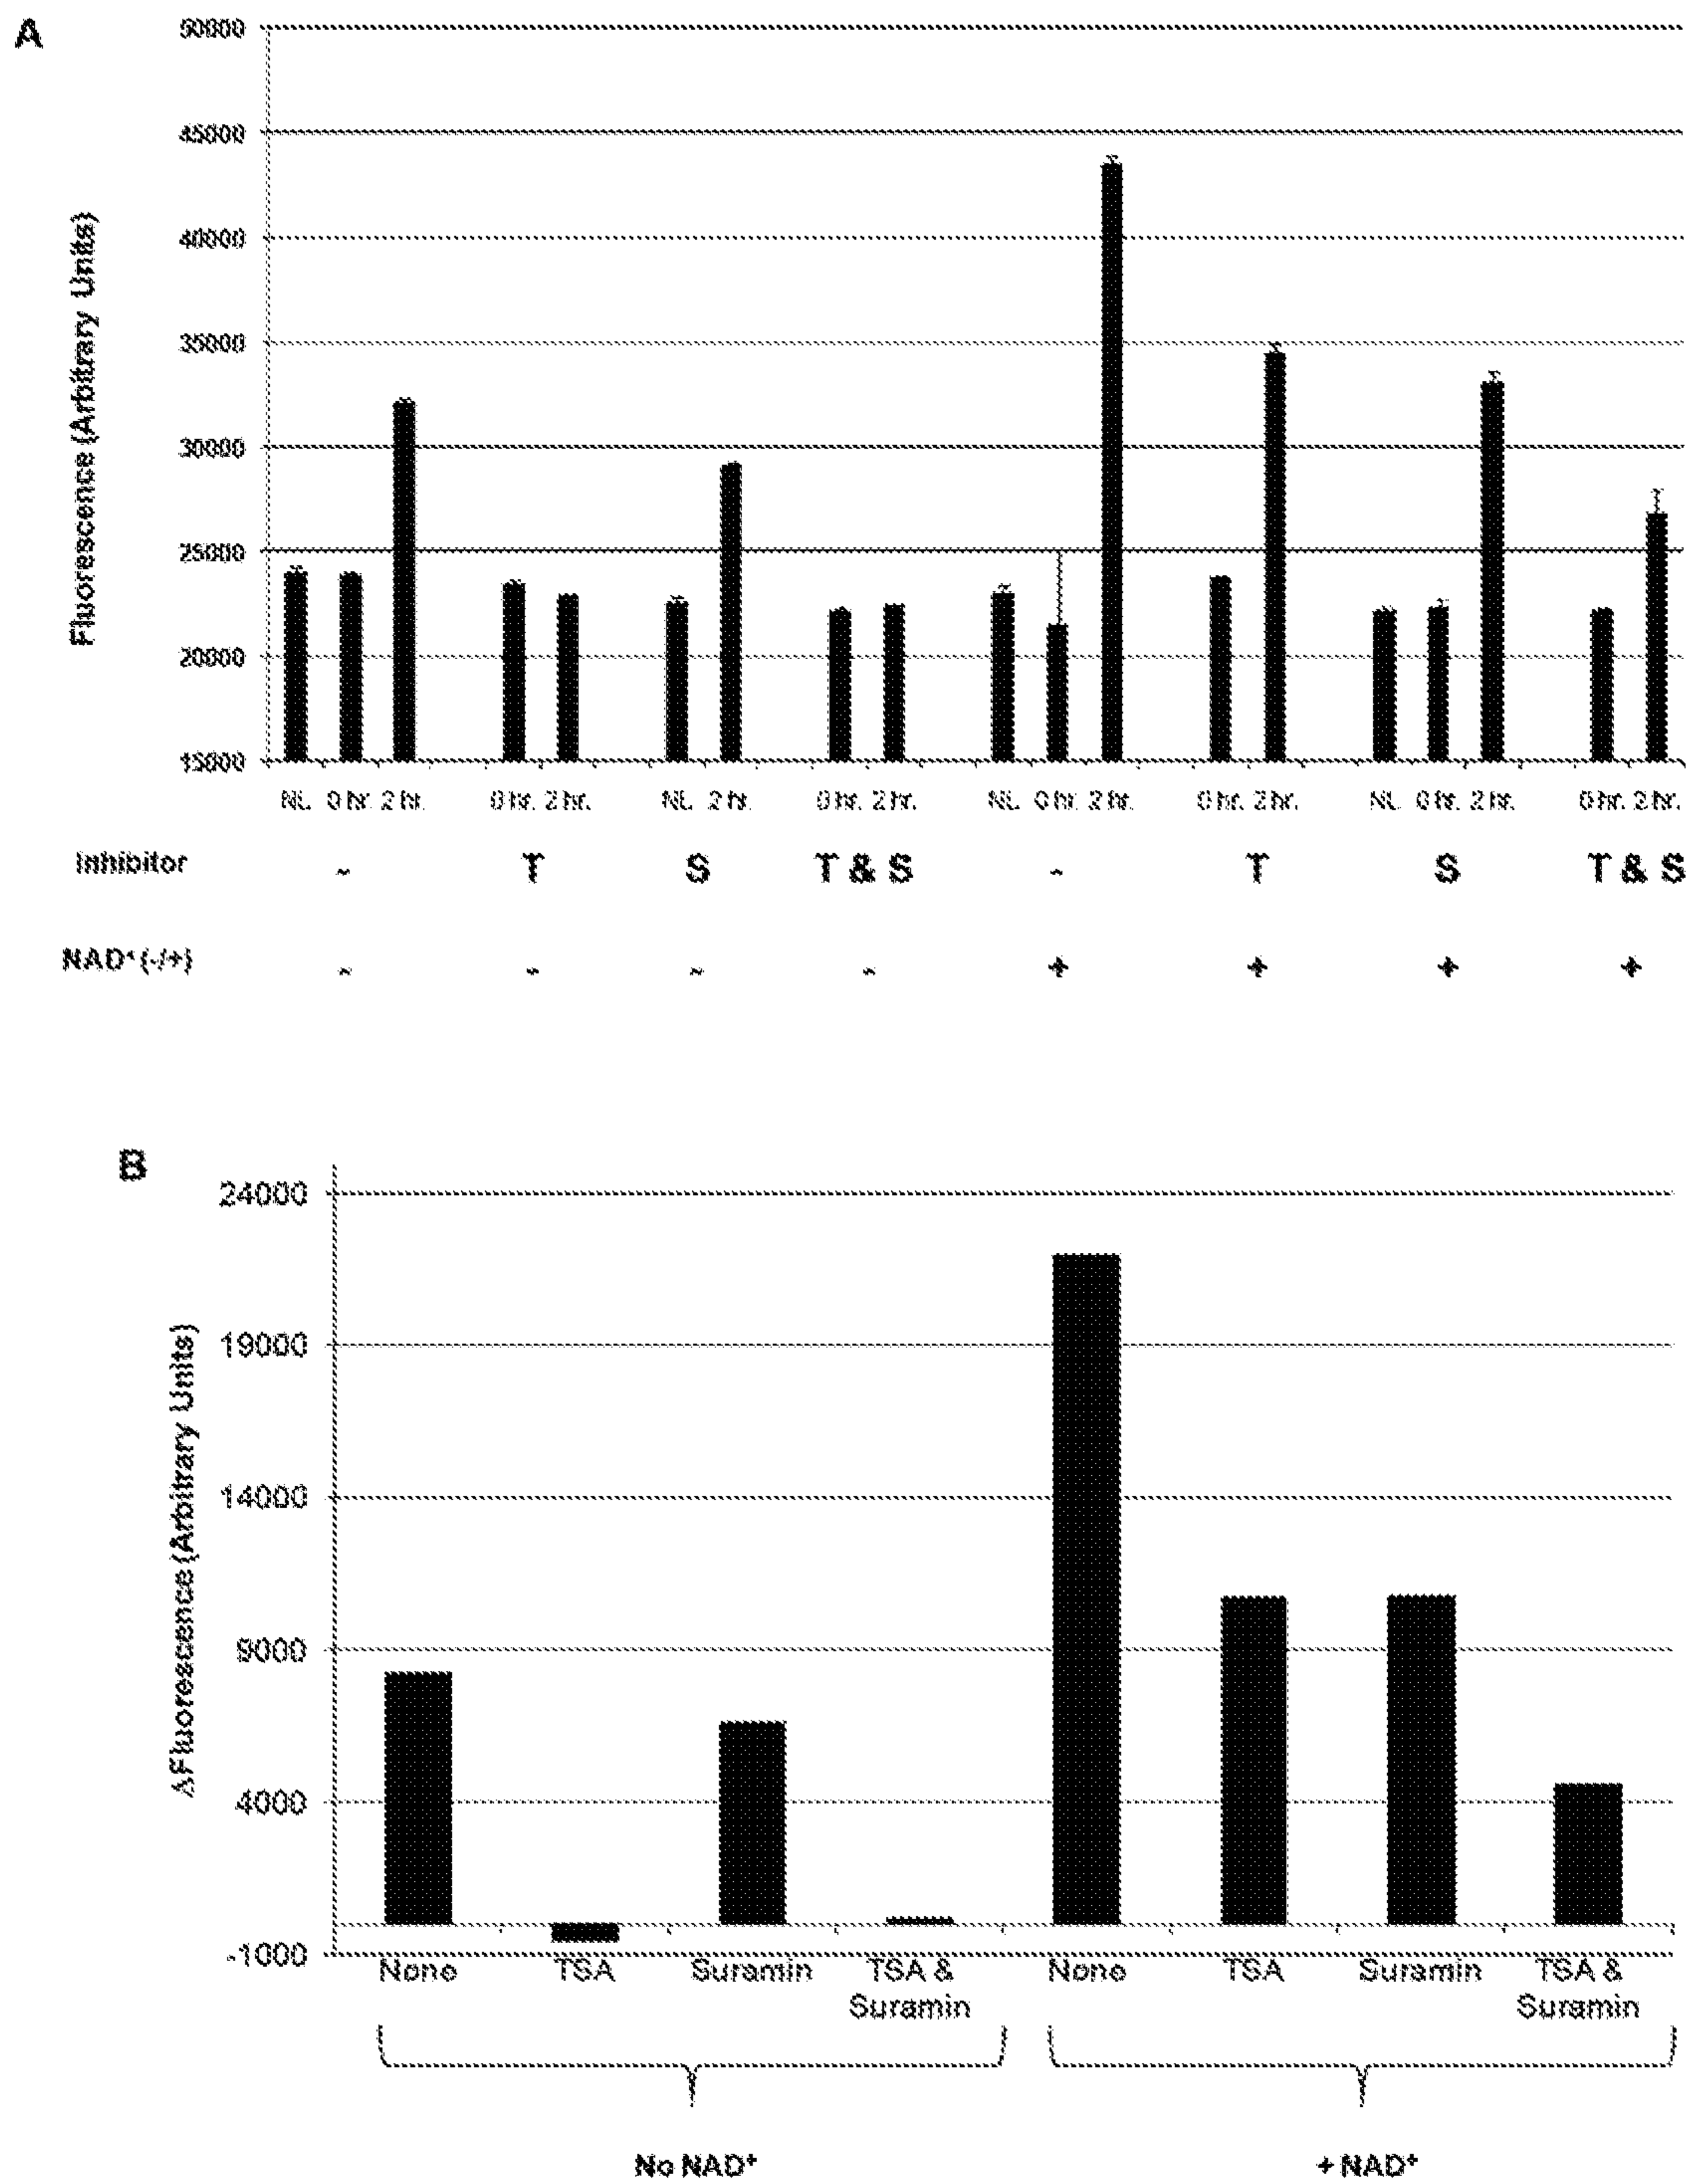 A
50000
45000
40000
35000
30000
25000
20000
15000
Fluorescence (Arbitrary Units)
NL 0 hr. 2 hr. 0 hr. 2 hr. NL 2 hr. 0 hr. 2 hr. NL 0 hr. 2 hr. 0 hr. 2 hr. NL 0 hr. 2 hr. 0 hr. 2 hr.
Inhibitor - T S T & S - T S T & S
NAD⁺ (-/+) - - - - + + + +
B
24000
19000
14000
9000
4000
-1000
ΔFluorescence (Arbitrary Units)
None TSA Suramin TSA & Suramin None TSA Suramin TSA & Suramin
No NAD⁺ + NAD⁺